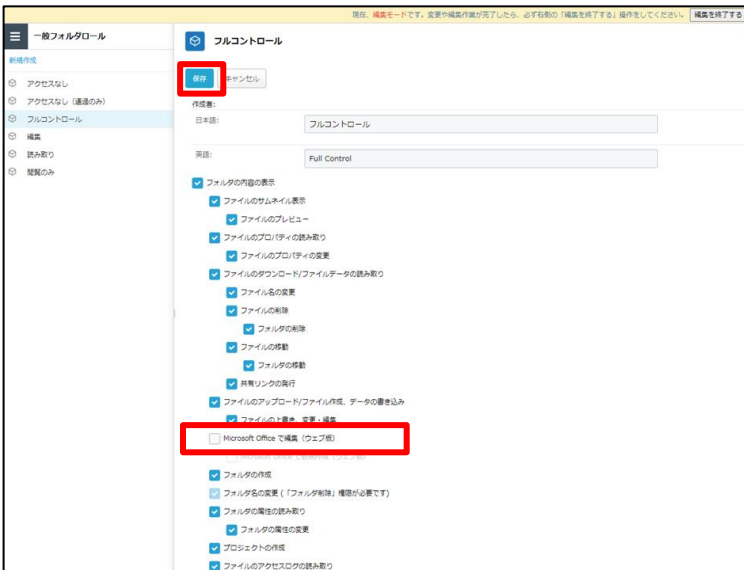 現在、編集モードです。変更や編集作業が完了したら、必ず右側の「編集を終了する」操作をしてください。 編集を終了する
一般フォルダロール
新規作成
アクセスなし
アクセスなし（通過のみ）
フルコントロール
編集
読み取り
閲覧のみ
フルコントロール
保存 キャンセル
作成者:
日本語: フルコントロール
英語: Full Control
フォルダの内容の表示
ファイルのサムネイル表示
ファイルのプレビュー
ファイルのプロパティの読み取り
ファイルのプロパティの変更
ファイルのダウンロード/ファイルデータの読み取り
ファイル名の変更
ファイルの削除
フォルダの削除
ファイルの移動
フォルダの移動
共有リンクの発行
ファイルのアップロード/ファイル作成、データの書き込み
ファイルの上書き、変更・編集
Microsoft Office で編集（ウェブ版）
Microsoft Office で新規作成（ウェブ版）
フォルダの作成
フォルダ名の変更 (「フォルダ削除」権限が必要です)
フォルダの属性の読み取り
フォルダの属性の変更
プロジェクトの作成
ファイルのアクセスログの読み取り